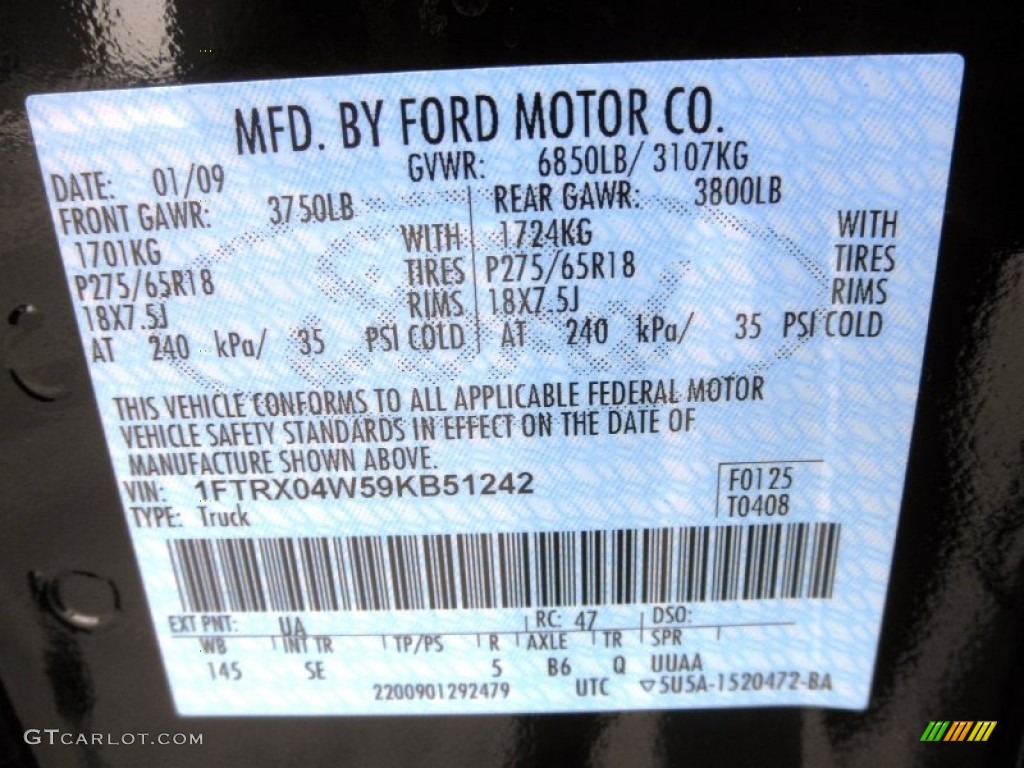 MFD. BY FORD MOTOR CO.
DATE: 01/09 GVWR: 6850LB/ 3107KG
FRONT GAWR: 3750LB REAR GAWR: 3800LB
1701KG WITH 1724KG WITH
P275/65R18 TIRES P275/65R18 TIRES
18X7.5J RIMS 18X7.5J RIMS
AT 240 kPa/ 35 PSI COLD AT 240 kPa/ 35 PSI COLD
THIS VEHICLE CONFORMS TO ALL APPLICABLE FEDERAL MOTOR
VEHICLE SAFETY STANDARDS IN EFFECT ON THE DATE OF
MANUFACTURE SHOWN ABOVE.
VIN: 1FTRX04W59KB51242 F0125
TYPE: Truck T0408
EXT PNT: UA RC: 47 DSO:
WB INT TR TP/PS R AXLE TR SPR
145 SE 5 B6 Q UUAA
2200901292479 UTC ▽5U5A-1520472-BA
GTCARLOT.COM